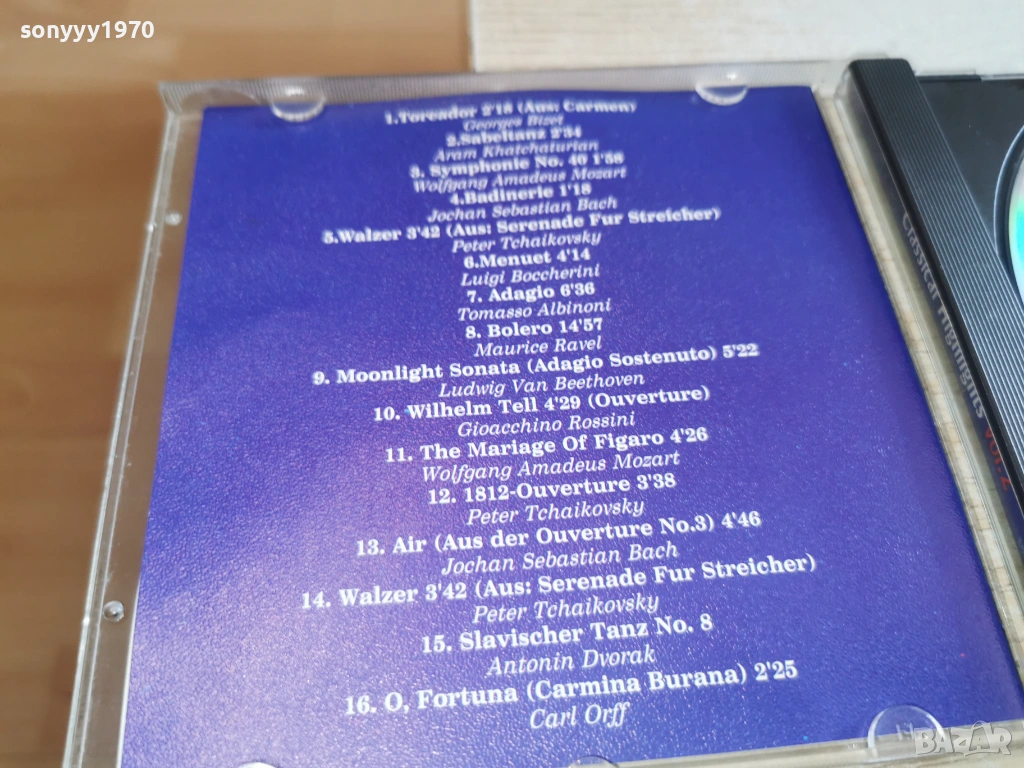 sonyyy1970
1.Toreador 2'18 (Aus: Carmen)
Georges Bizet
2.Sabeltanz 2'34
Aram Khatchaturian
3. Symphonie No. 40 1'58
Wolfgang Amadeus Mozart
4.Badinerie 1'18
Jochan Sebastian Bach
5.Walzer 3'42 (Aus: Serenade Fur Streicher)
Peter Tchaikovsky
6.Menuet 4'14
Luigi Boccherini
7. Adagio 6'36
Tomasso Albinoni
8. Bolero 14'57
Maurice Ravel
9. Moonlight Sonata (Adagio Sostenuto) 5'22
Ludwig Van Beethoven
10. Wilhelm Tell 4'29 (Ouverture)
Gioacchino Rossini
11. The Mariage Of Figaro 4'26
Wolfgang Amadeus Mozart
12. 1812-Ouverture 3'38
Peter Tchaikovsky
13. Air (Aus der Ouverture No.3) 4'46
Jochan Sebastian Bach
14. Walzer 3'42 (Aus: Serenade Fur Streicher)
Peter Tchaikovsky
15. Slavischer Tanz No. 8
Antonin Dvorak
16. O, Fortuna (Carmina Burana) 2'25
Carl Orff
Classical Highlights Vol 2
BAZAR